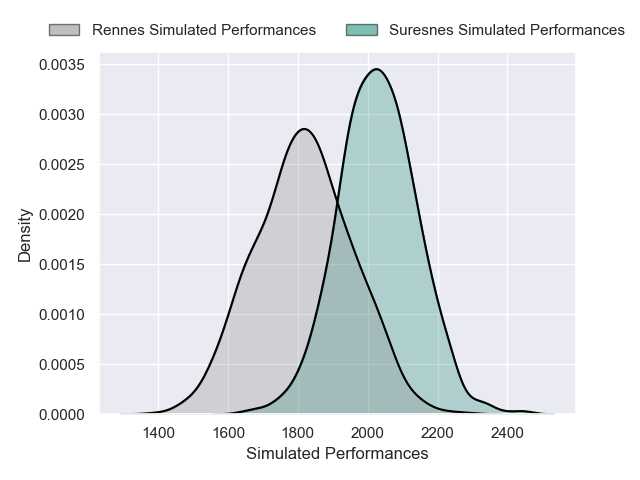 Rennes Simulated Performances Suresnes Simulated Performances
0.0035
0.0030
0.0025
0.0020
0.0015
0.0010
0.0005
0.0000
Density
1400 1600 1800 2000 2200 2400
Simulated Performances